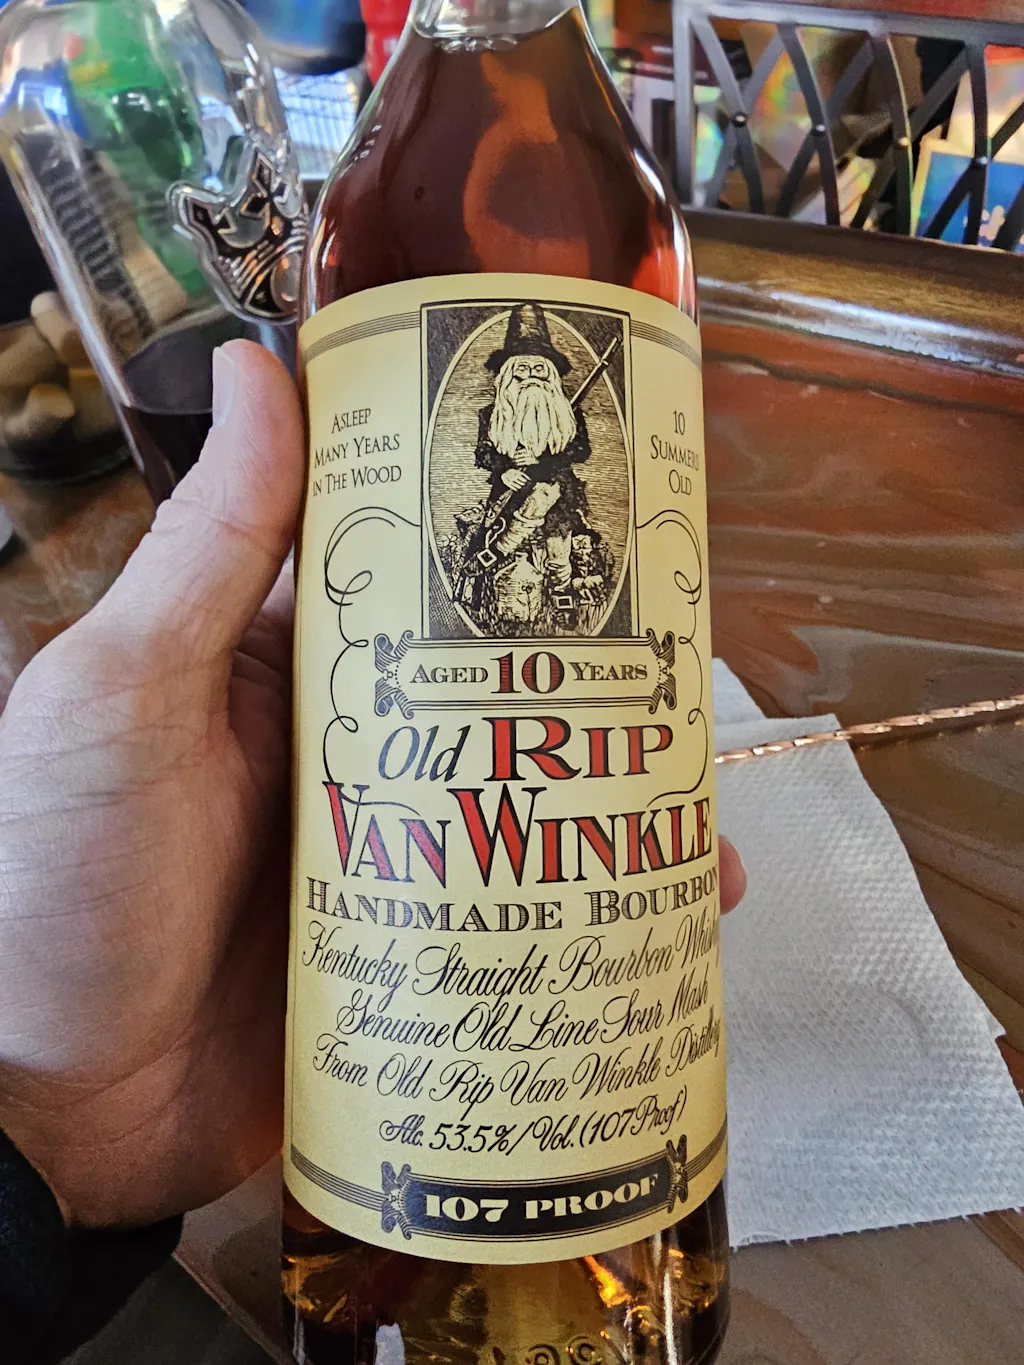 ASLEEP
MANY YEARS
IN THE WOOD
10
SUMMERS
OLD
AGED 10 YEARS
Old RIP
VAN WINKLE
HANDMADE BOURBON
Kentucky Straight Bourbon Whisky
Genuine Old Line Sour Mash
From Old Rip Van Winkle Distillery
Alc. 53.5%/Vol. (107 Proof)
107 PROOF